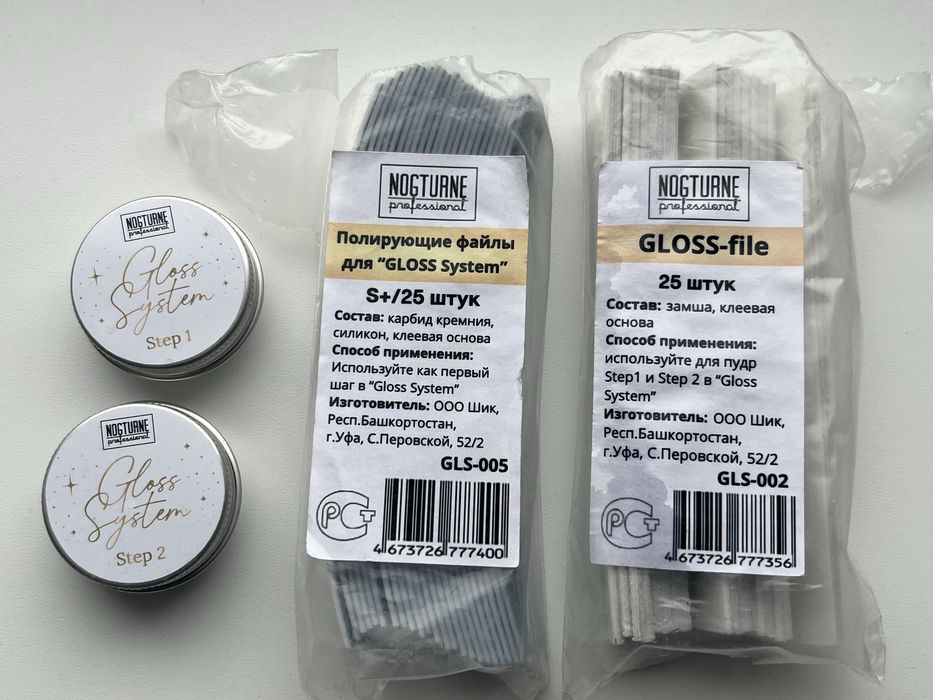 NOGTURNE
professional
Gloss
System
Step 1
NOGTURNE
professional
Gloss
System
Step 2
NOGTURNE
professional
Полирующие файлы
для “GLOSS System”
S+/25 штук
Состав: карбид кремния,
силикон, клеевая основа
Способ применения:
Используйте как первый
шаг в “Gloss System”
Изготовитель: ООО Шик,
Респ.Башкортостан,
г.Уфа, С.Перовской, 52/2
GLS-005
РСТ
4 673726 777400
NOGTURNE
professional
GLOSS-file
25 штук
Состав: замша, клеевая
основа
Способ применения:
используйте для пудр
Step1 и Step 2 в “Gloss
System”
Изготовитель: ООО Шик,
Респ.Башкортостан,
г.Уфа, С.Перовской, 52/2
GLS-002
РСТ
4 673726 777356